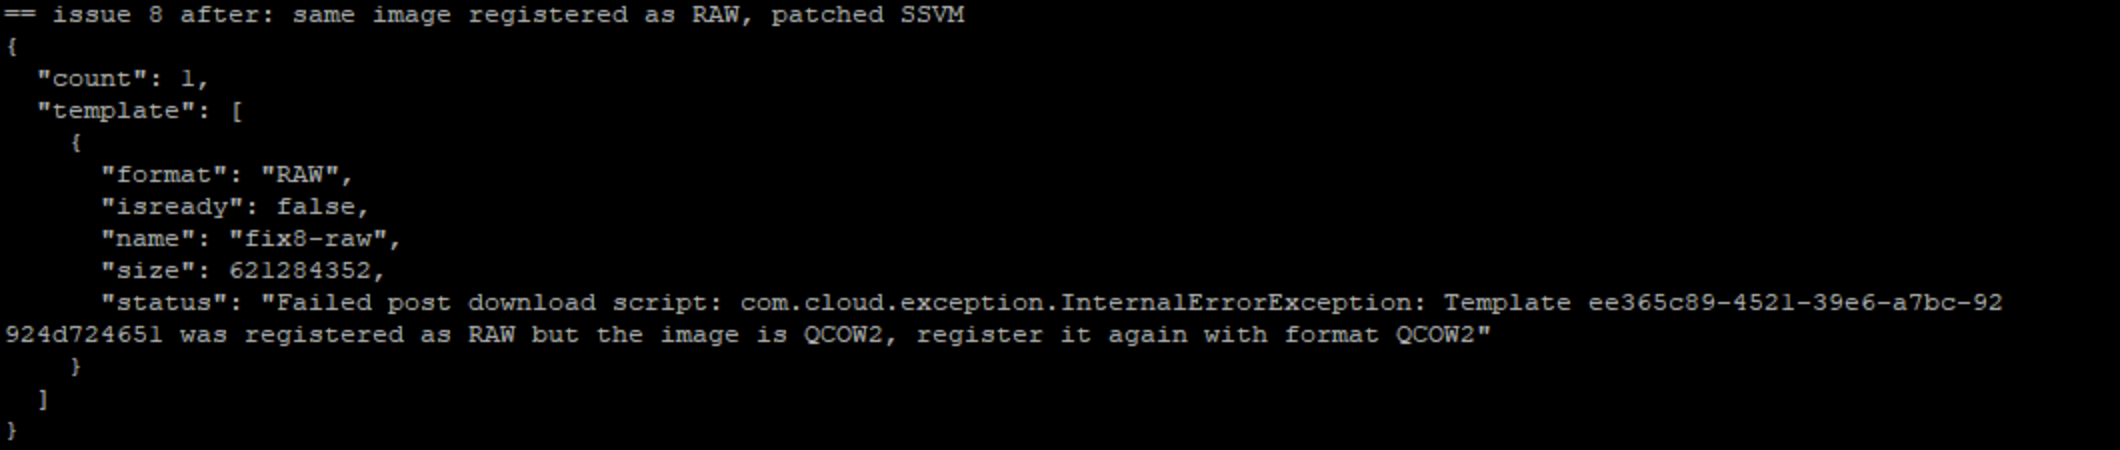 == issue 8 after: same image registered as RAW, patched SSVM
{
  "count": 1,
  "template": [
    {
      "format": "RAW",
      "isready": false,
      "name": "fix8-raw",
      "size": 621284352,
      "status": "Failed post download script: com.cloud.exception.InternalErrorException: Template ee365c89-4521-39e6-a7bc-92
924d724651 was registered as RAW but the image is QCOW2, register it again with format QCOW2"
    }
  ]
}